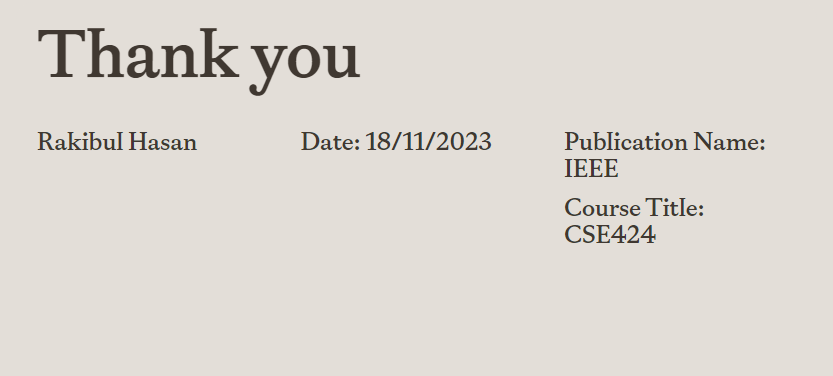 Thank you
Rakibul Hasan
Date: 18/11/2023
Publication Name:
IEEE
Course Title:
CSE424